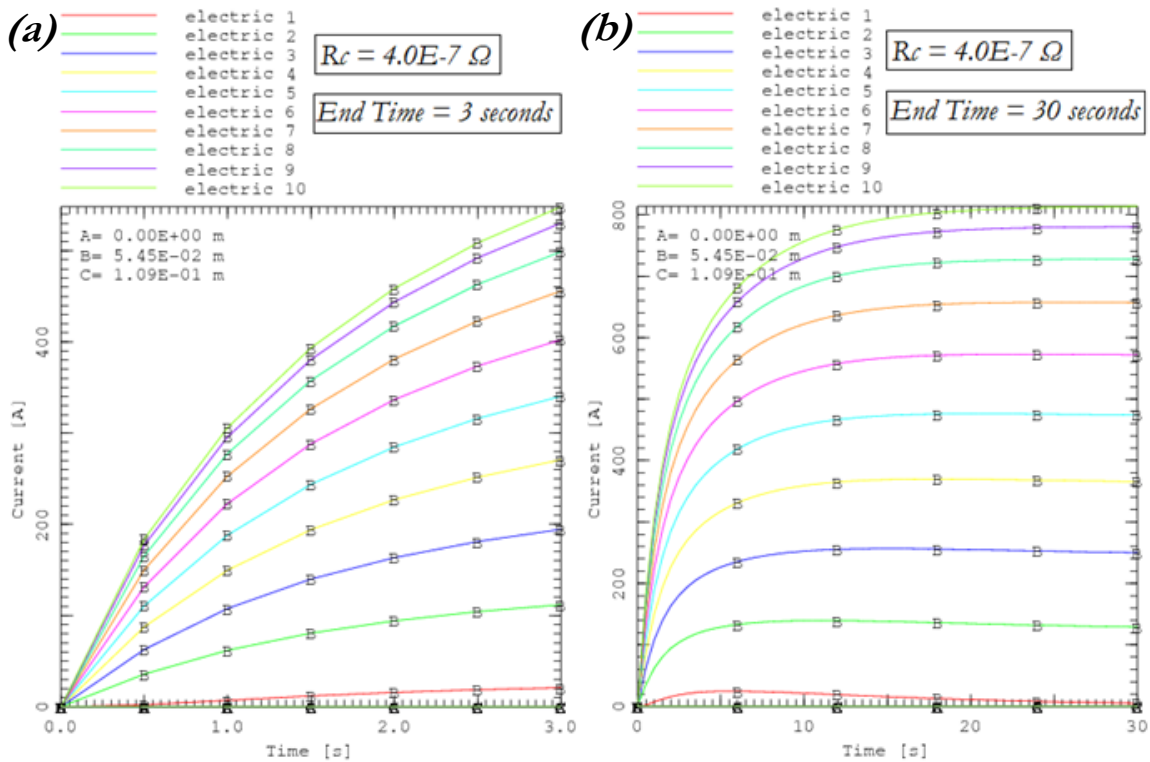 (a)
electric 1
electric 2
electric 3
electric 4
electric 5
electric 6
electric 7
electric 8
electric 9
electric 10
Rc = 4.0E-7 Ω
End Time = 3 seconds
A= 0.00E+00 m
B= 5.45E-02 m
C= 1.09E-01 m
Current [A]
400
200
0
0.0 1.0 2.0 3.0
Time [s]
(b)
electric 1
electric 2
electric 3
electric 4
electric 5
electric 6
electric 7
electric 8
electric 9
electric 10
Rc = 4.0E-7 Ω
End Time = 30 seconds
A= 0.00E+00 m
B= 5.45E-02 m
C= 1.09E-01 m
Current [A]
800
600
400
200
0
0 10 20 30
Time [s]